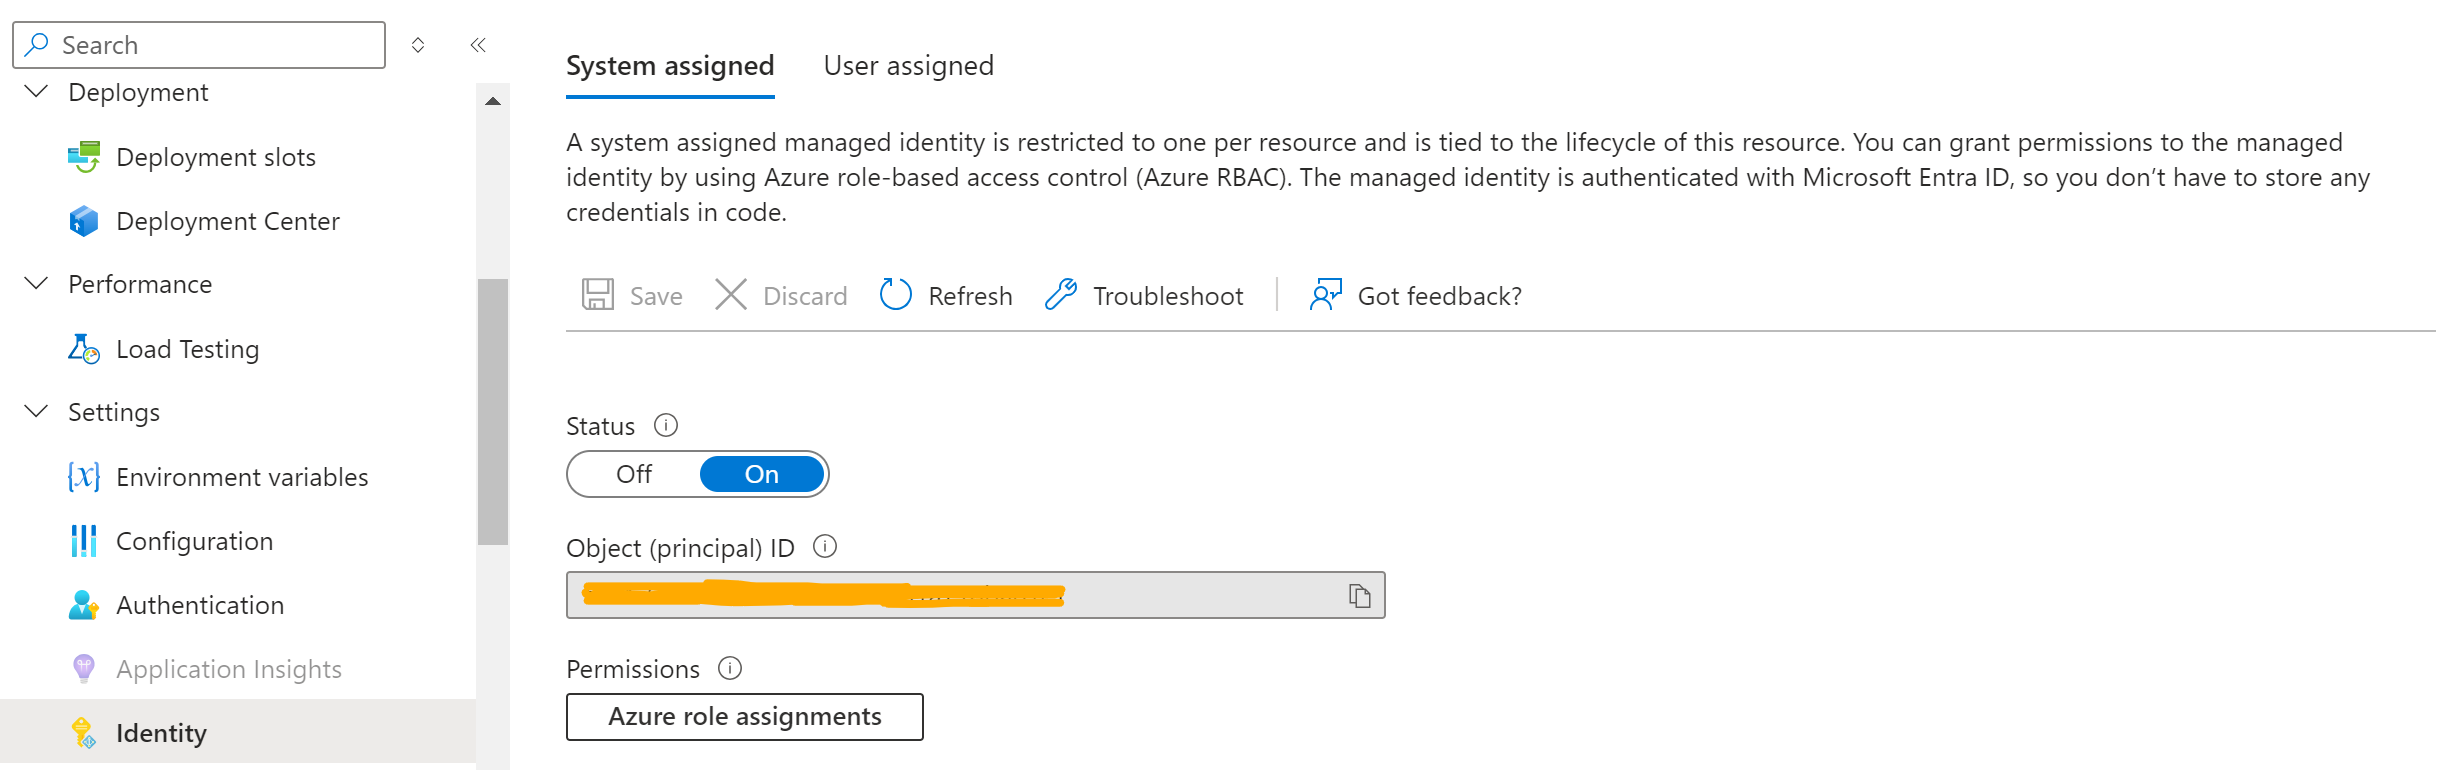 Search
Deployment
Deployment slots
Deployment Center
Performance
Load Testing
Settings
Environment variables
Configuration
Authentication
Application Insights
Identity
System assigned
User assigned
A system assigned managed identity is restricted to one per resource and is tied to the lifecycle of this resource. You can grant permissions to the managed
identity by using Azure role-based access control (Azure RBAC). The managed identity is authenticated with Microsoft Entra ID, so you don’t have to store any
credentials in code.
Save
Discard
Refresh
Troubleshoot
Got feedback?
Status
Off
On
Object (principal) ID
Permissions
Azure role assignments